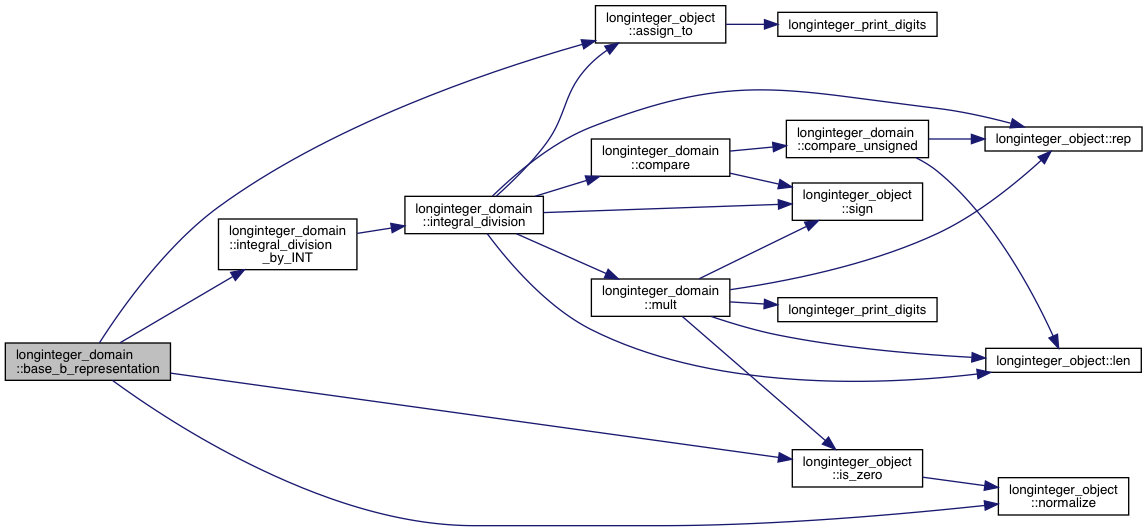 longinteger_domain
::base_b_representation
longinteger_domain
::integral_division
_by_INT
longinteger_domain
::integral_division
longinteger_object
::assign_to
longinteger_print_digits
longinteger_domain
::compare
longinteger_domain
::compare_unsigned
longinteger_object::rep
longinteger_object
::sign
longinteger_domain
::mult
longinteger_print_digits
longinteger_object::len
longinteger_object
::is_zero
longinteger_object
::normalize